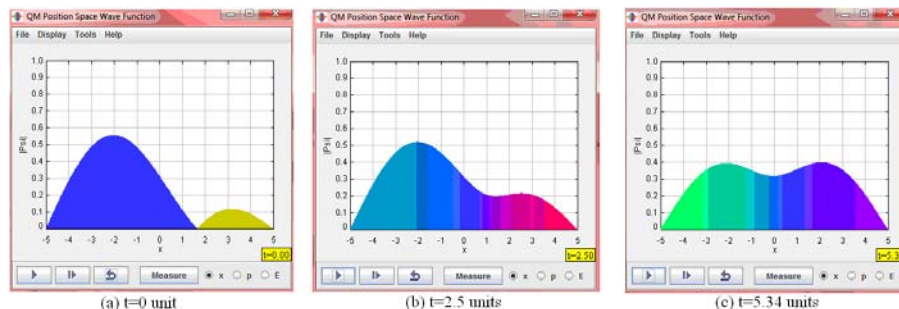 QM Position Space Wave Function
File Display Tools Help
1.0
0.9
0.8
0.7
0.6
0.5
0.4
0.3
0.2
0.1
0
|Psi|
-5 -4 -3 -2 -1 0 1 2 3 4 5
x
t=0.00
Measure x p E
(a) t=0 unit
QM Position Space Wave Function
File Display Tools Help
1.0
0.9
0.8
0.7
0.6
0.5
0.4
0.3
0.2
0.1
0
|Psi|
-5 -4 -3 -2 -1 0 1 2 3 4 5
x
t=2.50
Measure x p E
(b) t=2.5 units
QM Position Space Wave Function
File Display Tools Help
1.0
0.9
0.8
0.7
0.6
0.5
0.4
0.3
0.2
0.1
0
|Psi|
-5 -4 -3 -2 -1 0 1 2 3 4 5
x
t=5.3
Measure x p E
(c) t=5.34 units